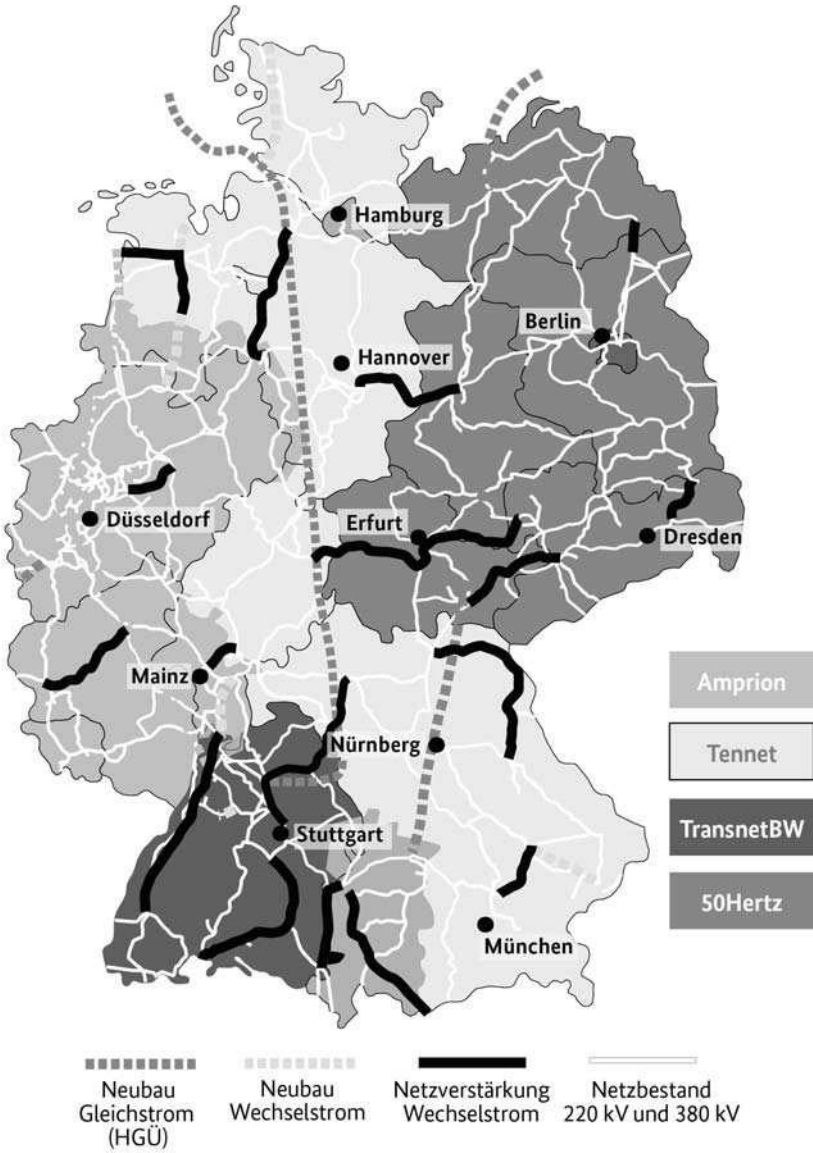 Hamburg
Berlin
Hannover
Düsseldorf
Erfurt
Dresden
Mainz
Nürnberg
Stuttgart
München
Amprion
Tennet
TransnetBW
50Hertz
Neubau
Gleichstrom
(HGÜ)
Neubau
Wechselstrom
Netzverstärkung
Wechselstrom
Netzbestand
220 kV und 380 kV